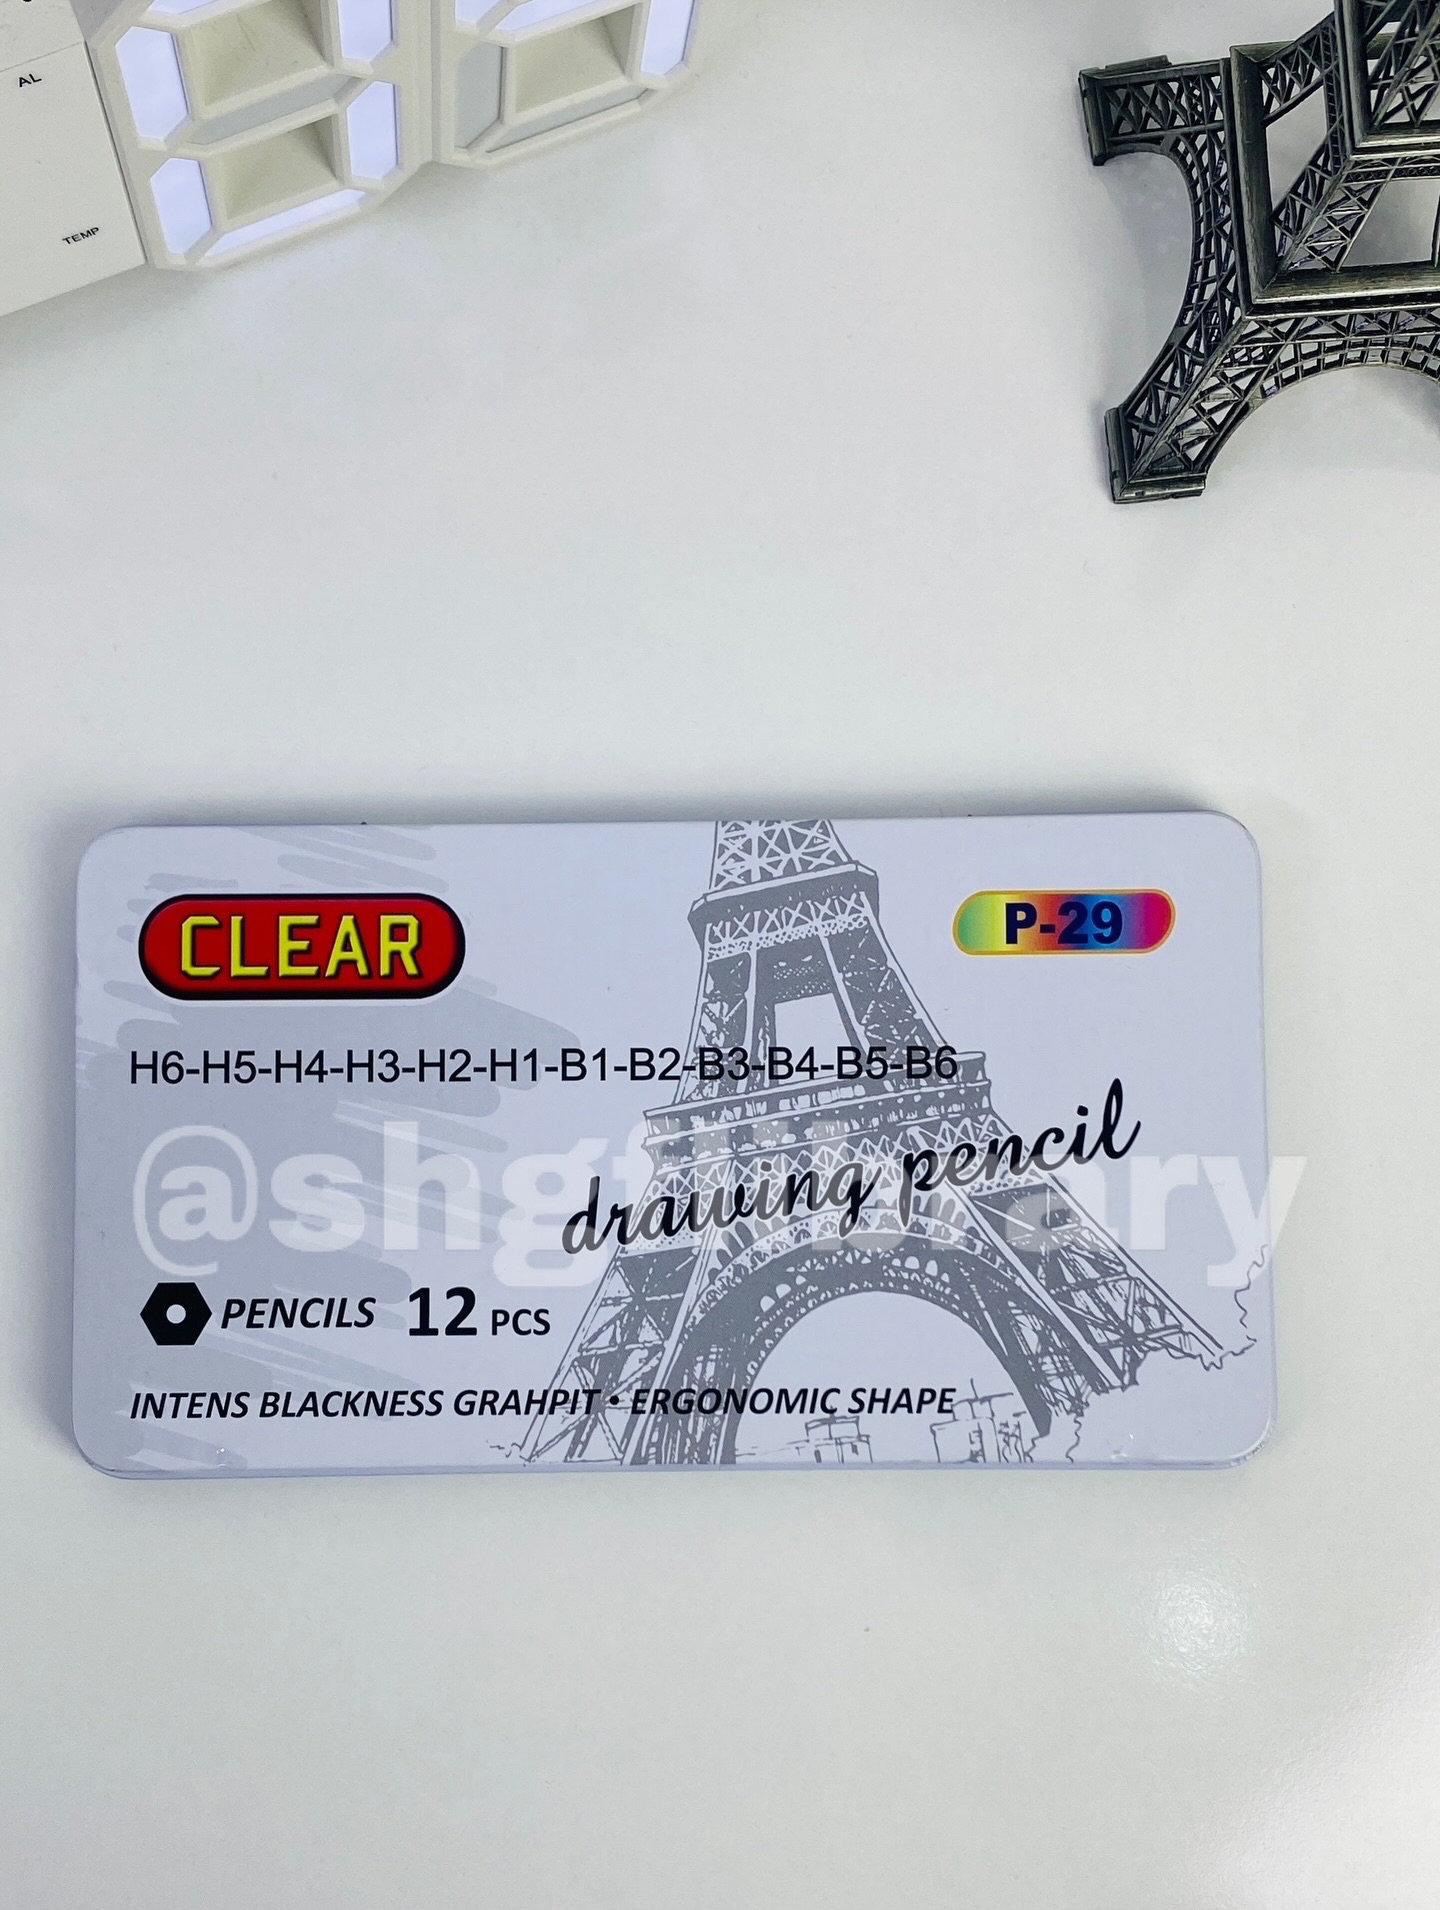 AL
TEMP
CLEAR
P-29
H6-H5-H4-H3-H2-H1-B1-B2-B3-B4-B5-B6
drawing pencil
PENCILS 12 PCS
INTENS BLACKNESS GRAHPIT • ERGONOMIC SHAPE